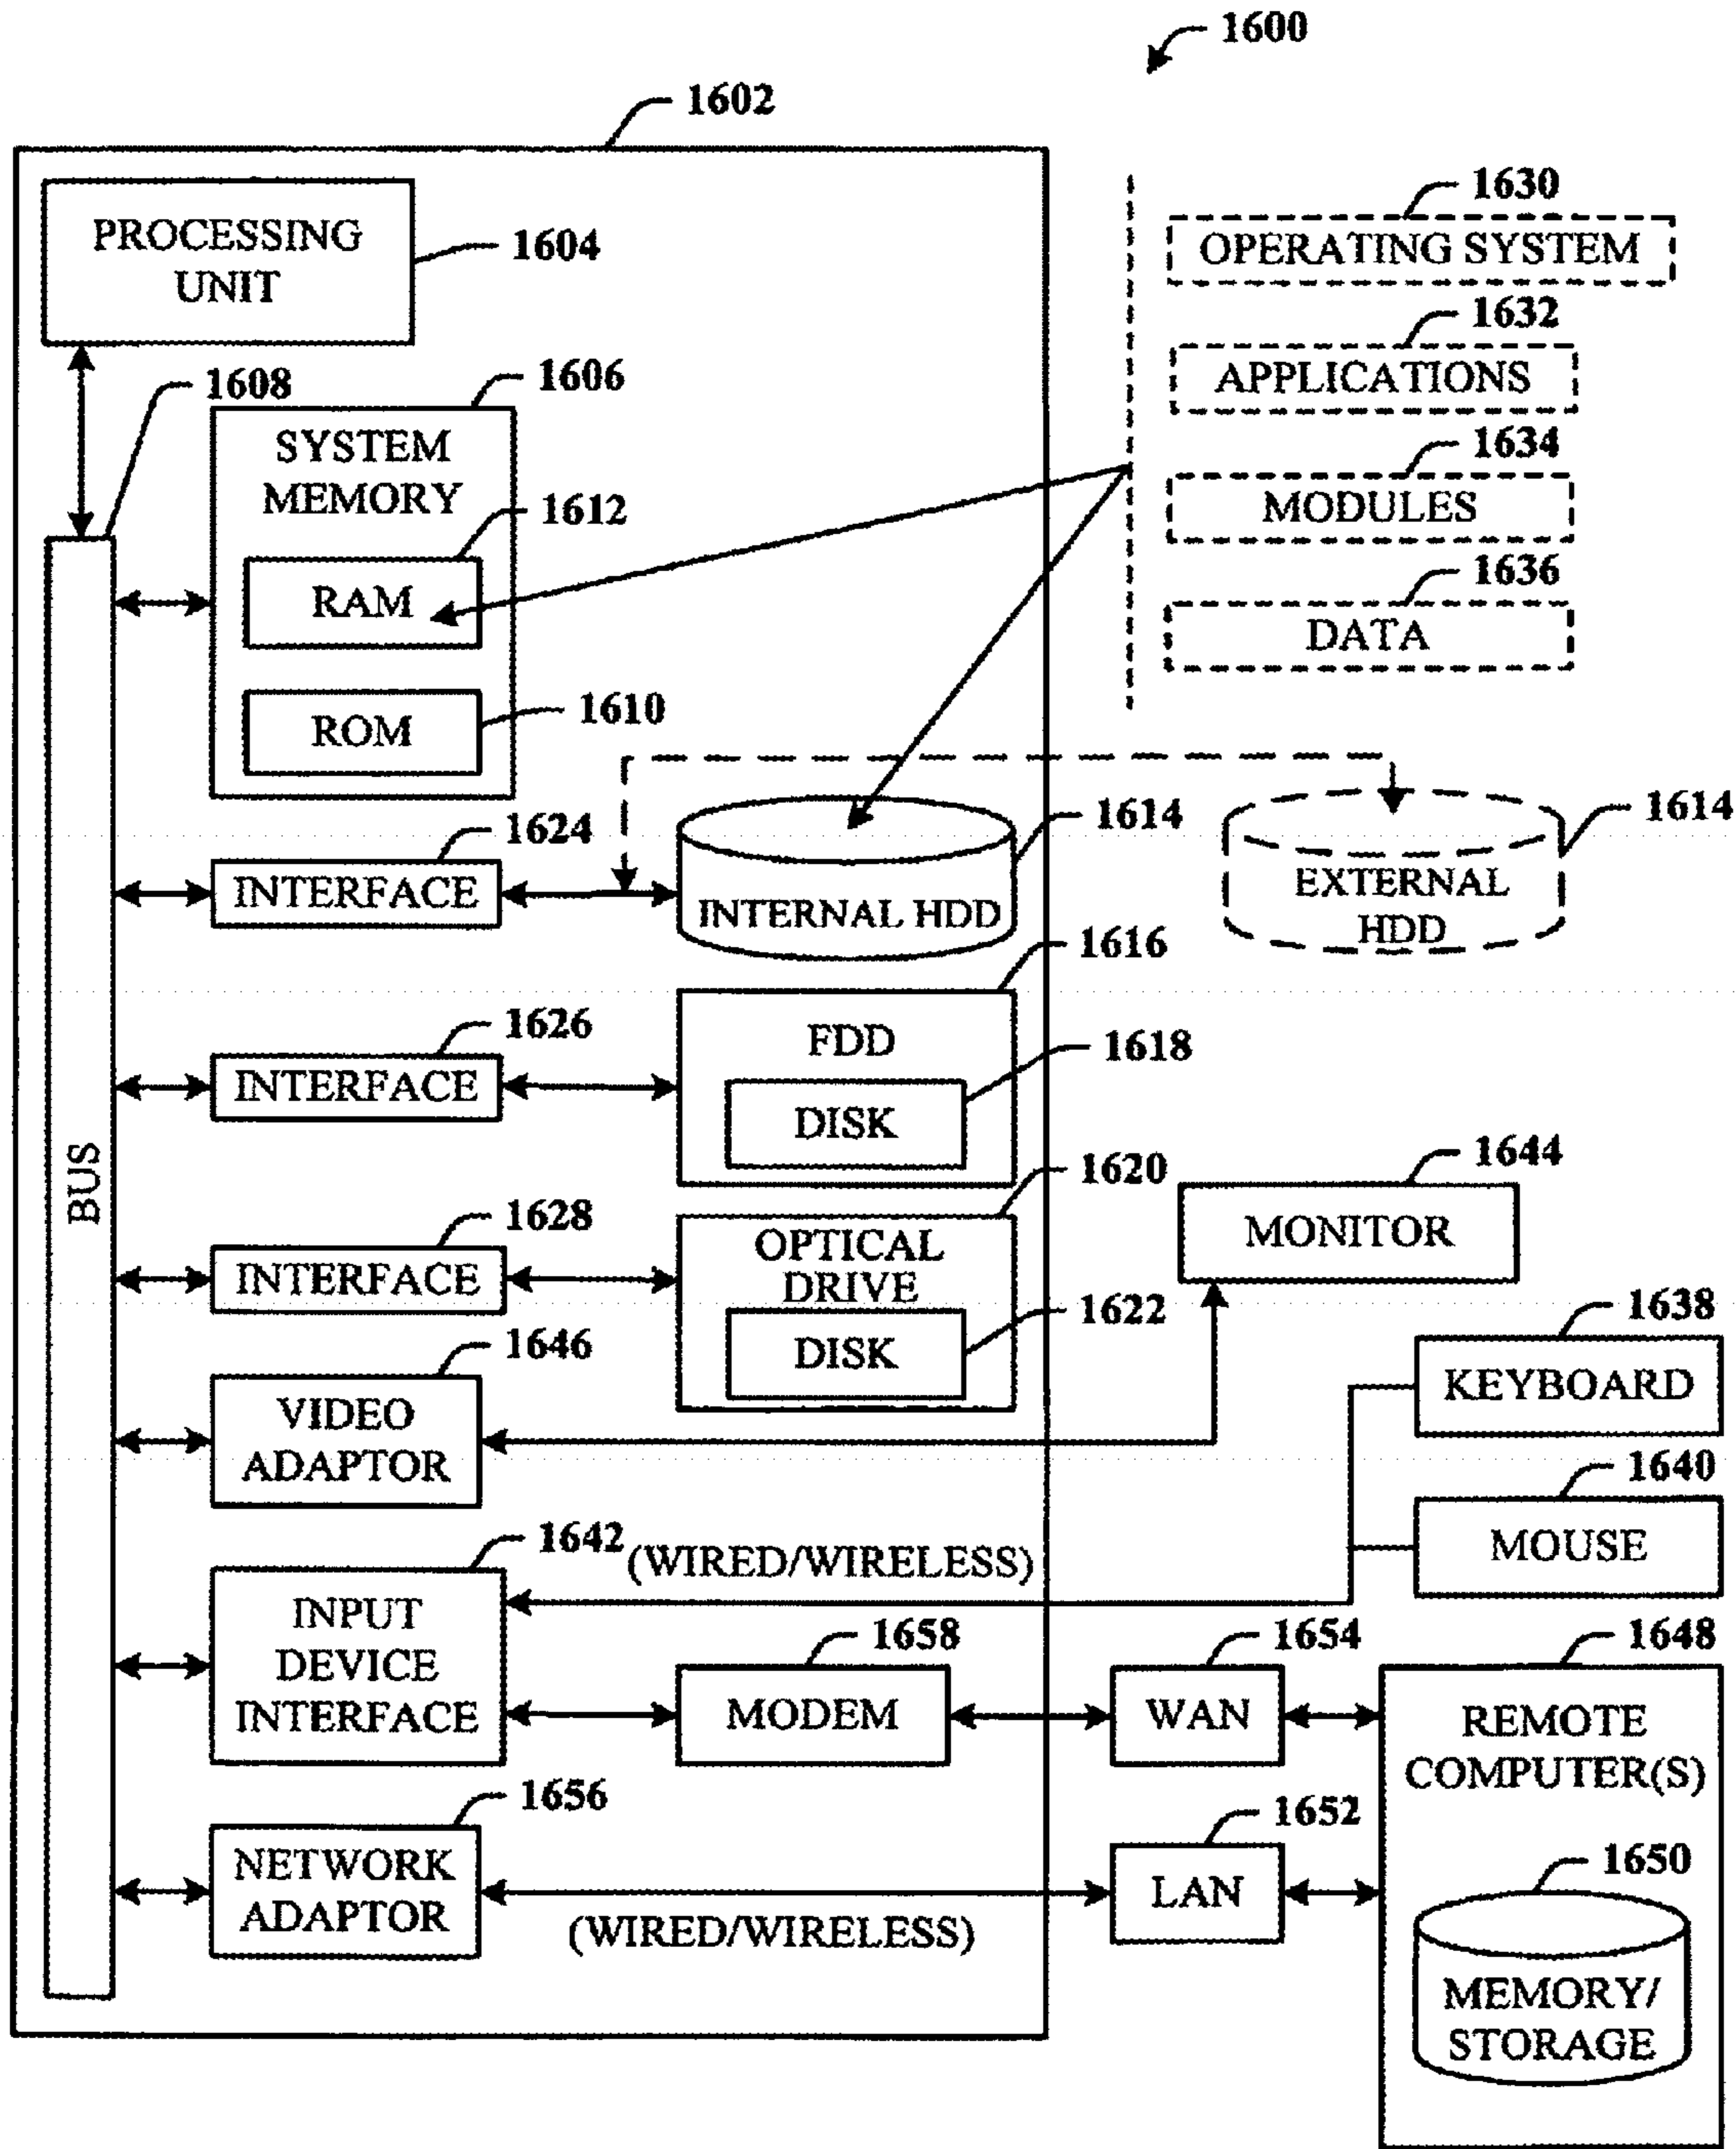 1600
1602
PROCESSING
UNIT
1604
1630
OPERATING SYSTEM
1632
APPLICATIONS
1634
MODULES
1636
DATA
1608
1606
SYSTEM
MEMORY
1612
RAM
1610
ROM
BUS
1624
INTERFACE
1614
INTERNAL HDD
1614
EXTERNAL
HDD
1626
INTERFACE
1616
FDD
1618
DISK
1628
INTERFACE
1620
OPTICAL
DRIVE
1622
DISK
1644
MONITOR
1646
VIDEO
ADAPTOR
1638
KEYBOARD
1640
MOUSE
1642
(WIRED/WIRELESS)
INPUT
DEVICE
INTERFACE
1658
MODEM
1654
WAN
1648
REMOTE
COMPUTER(S)
1656
NETWORK
ADAPTOR
(WIRED/WIRELESS)
1652
LAN
1650
MEMORY/
STORAGE